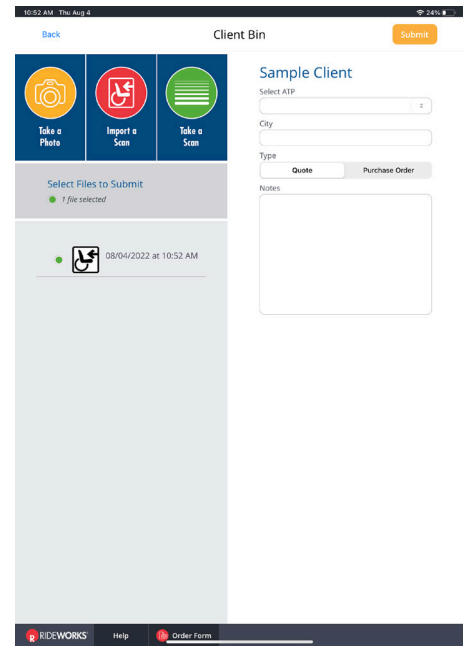 10:52 AM Thu Aug 4
24%
Back
Client Bin
Submit
Take a
Photo
Import a
Scan
Take a
Scan
Select Files to Submit
1 file selected
08/04/2022 at 10:52 AM
Sample Client
Select ATP
City
Type
Quote
Purchase Order
Notes
R RIDEWORKS
Help
Order Form